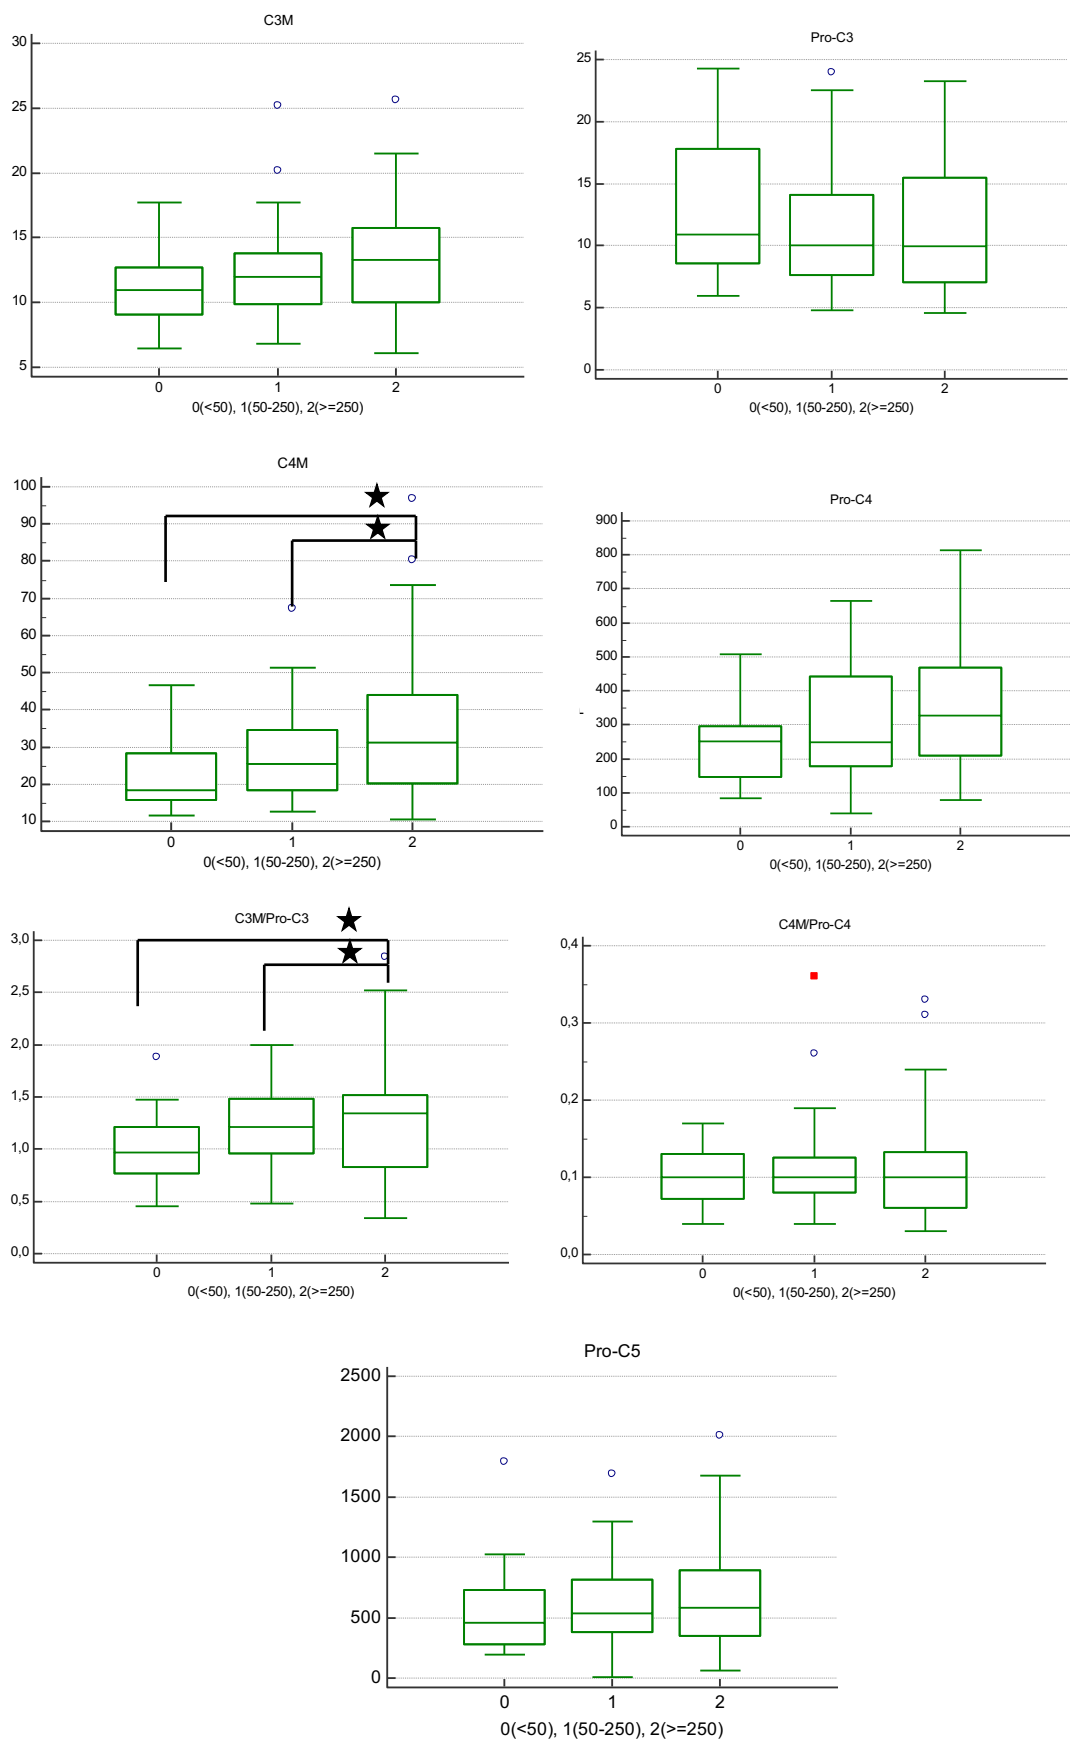 C3M
30
25
20
15
10
5
0 1 2
0(<50), 1(50-250), 2(>=250)
Pro-C3
25
20
15
10
5
0
0 1 2
0(<50), 1(50-250), 2(>=250)
C4M
100
90
80
70
60
50
40
30
20
10
0 1 2
0(<50), 1(50-250), 2(>=250)
Pro-C4
900
800
700
600
500
400
300
200
100
0
0 1 2
0(<50), 1(50-250), 2(>=250)
C3M/Pro-C3
3,0
2,5
2,0
1,5
1,0
0,5
0,0
0 1 2
0(<50), 1(50-250), 2(>=250)
C4M/Pro-C4
0,4
0,3
0,2
0,1
0,0
0 1 2
0(<50), 1(50-250), 2(>=250)
Pro-C5
2500
2000
1500
1000
500
0
0 1 2
0(<50), 1(50-250), 2(>=250)